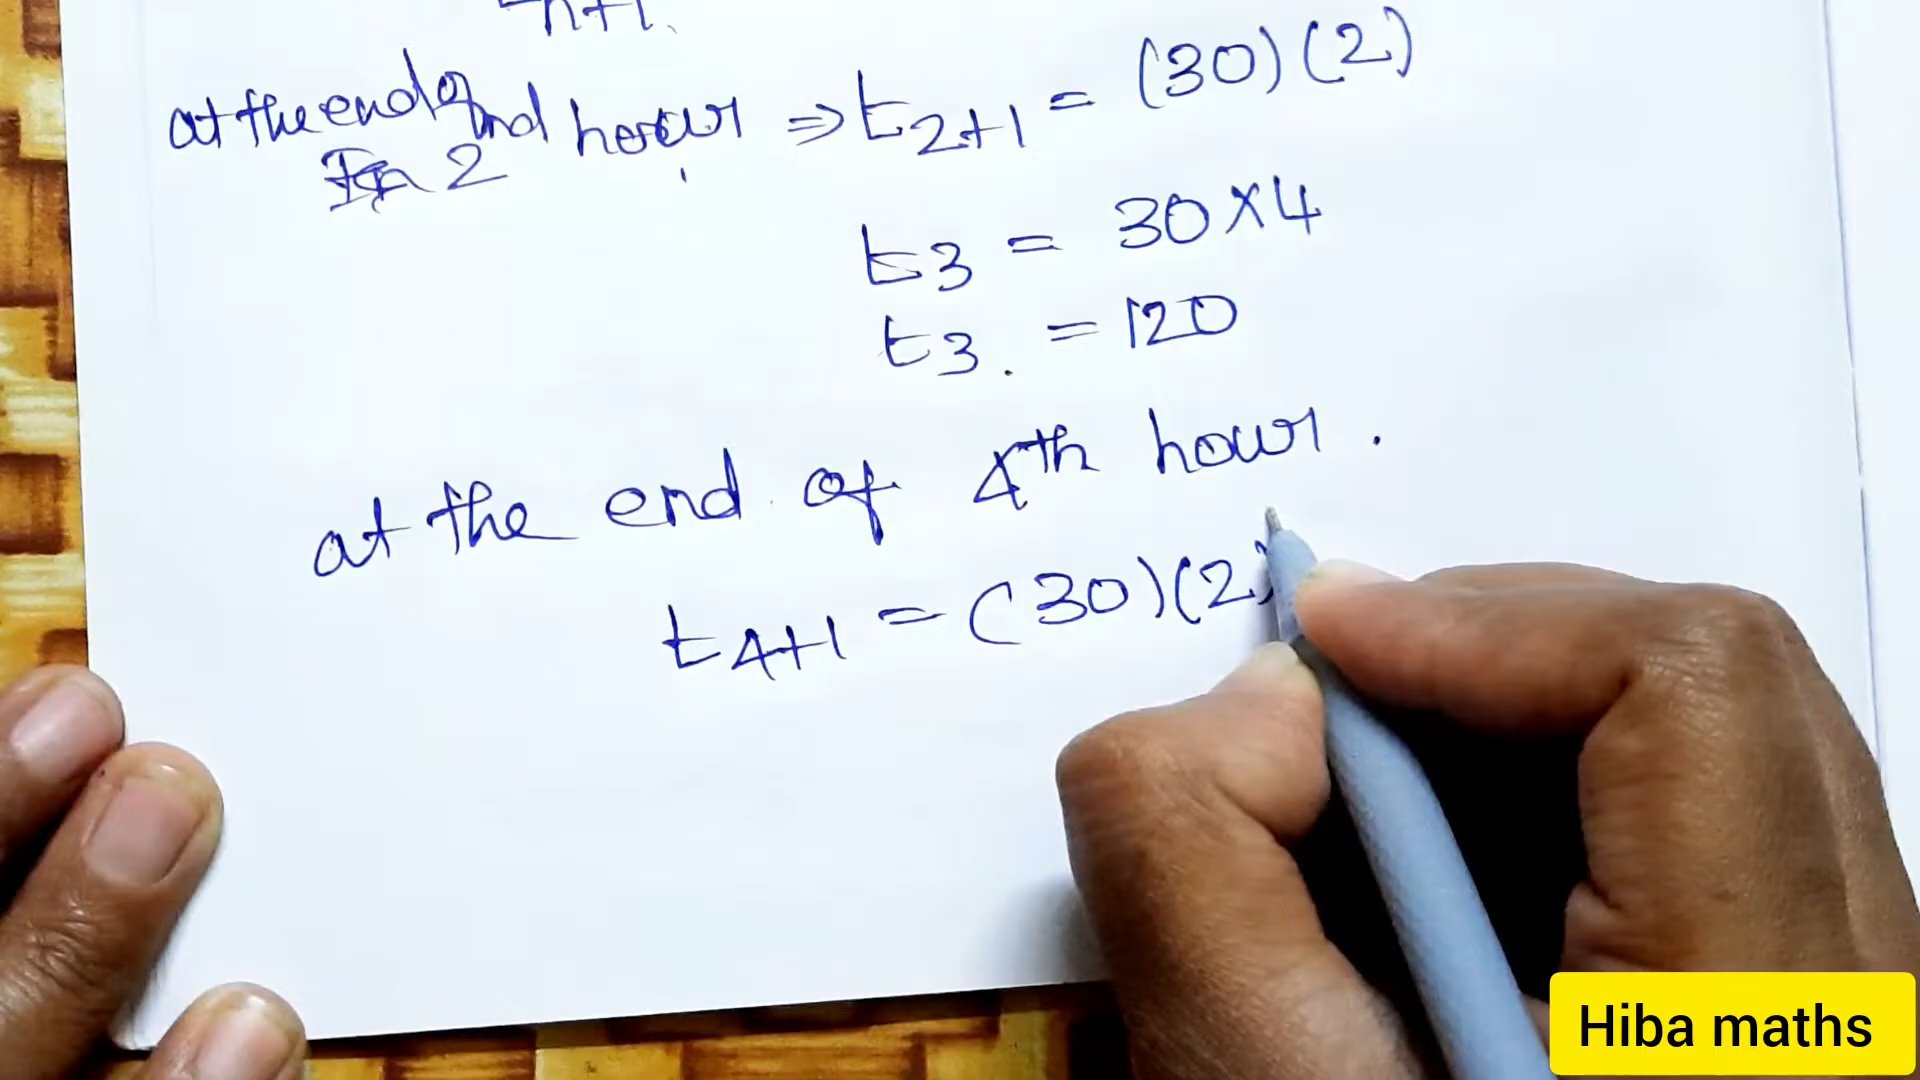 n+1.
at the end of
2nd hour ⇒ t2+1 = (30)(2)
t3 = 30×4
t3. = 120
at the end of 4th hour.
t4+1 = (30)(2)
Hiba maths